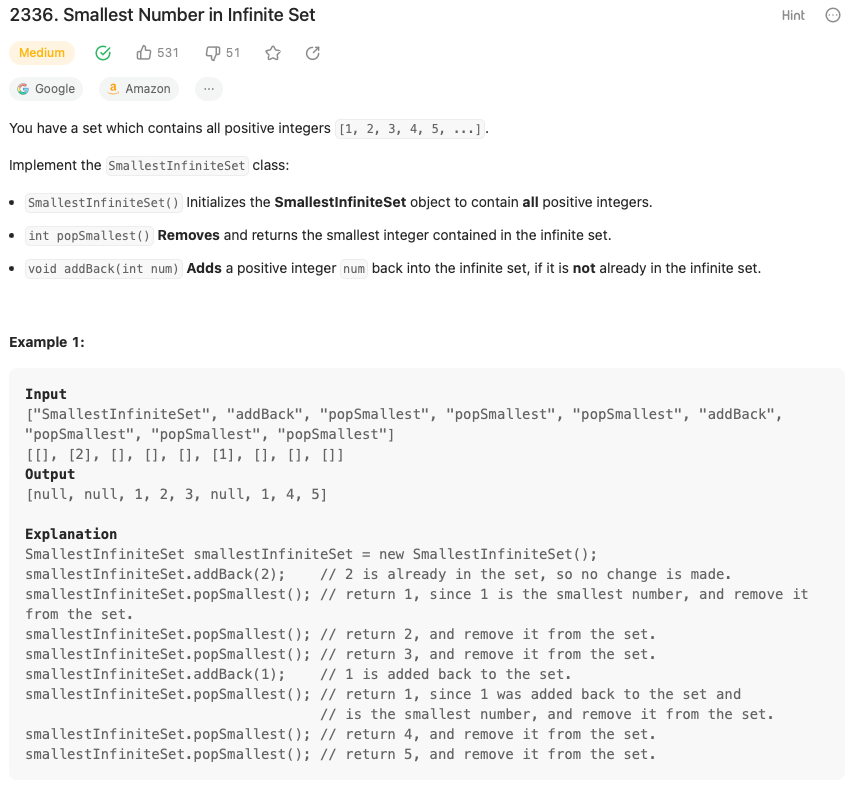 2336. Smallest Number in Infinite Set
Hint
Medium
531
51
Google
Amazon
You have a set which contains all positive integers [1, 2, 3, 4, 5, ...].
Implement the SmallestInfiniteSet class:
• SmallestInfiniteSet() Initializes the SmallestInfiniteSet object to contain all positive integers.
• int popSmallest() Removes and returns the smallest integer contained in the infinite set.
• void addBack(int num) Adds a positive integer num back into the infinite set, if it is not already in the infinite set.
Example 1:
Input
["SmallestInfiniteSet", "addBack", "popSmallest", "popSmallest", "popSmallest", "addBack",
"popSmallest", "popSmallest", "popSmallest"]
[[], [2], [], [], [], [1], [], [], []]
Output
[null, null, 1, 2, 3, null, 1, 4, 5]
Explanation
SmallestInfiniteSet smallestInfiniteSet = new SmallestInfiniteSet();
smallestInfiniteSet.addBack(2);    // 2 is already in the set, so no change is made.
smallestInfiniteSet.popSmallest(); // return 1, since 1 is the smallest number, and remove it
from the set.
smallestInfiniteSet.popSmallest(); // return 2, and remove it from the set.
smallestInfiniteSet.popSmallest(); // return 3, and remove it from the set.
smallestInfiniteSet.addBack(1);    // 1 is added back to the set.
smallestInfiniteSet.popSmallest(); // return 1, since 1 was added back to the set and
// is the smallest number, and remove it from the set.
smallestInfiniteSet.popSmallest(); // return 4, and remove it from the set.
smallestInfiniteSet.popSmallest(); // return 5, and remove it from the set.